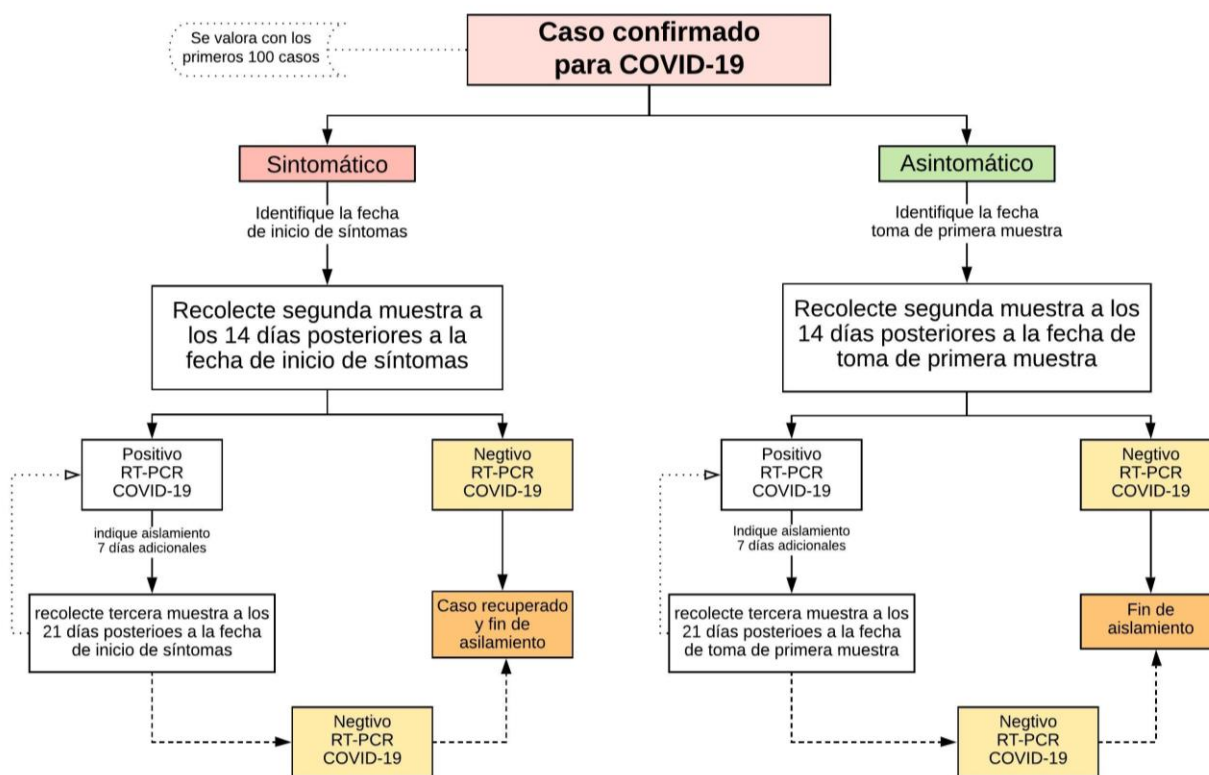 Se valora con los
primeros 100 casos
Caso confirmado
para COVID-19
Sintomático
Identifique la fecha
de inicio de síntomas
Recolecte segunda muestra a
los 14 días posteriores a la
fecha de inicio de síntomas
Positivo
RT-PCR
COVID-19
Negtivo
RT-PCR
COVID-19
indique aislamiento
7 días adicionales
recolecte tercera muestra a los
21 días posterioes a la fecha
de inicio de síntomas
Caso recuperado
y fin de
asilamiento
Negtivo
RT-PCR
COVID-19
Asintomático
Identifique la fecha
toma de primera muestra
Recolecte segunda muestra a los
14 días posteriores a la fecha de
toma de primera muestra
Positivo
RT-PCR
COVID-19
Negtivo
RT-PCR
COVID-19
Indique aislamiento
7 días adicionales
recolecte tercera muestra a los
21 días posterioes a la fecha
de toma de primera muestra
Fin de
aislamiento
Negtivo
RT-PCR
COVID-19